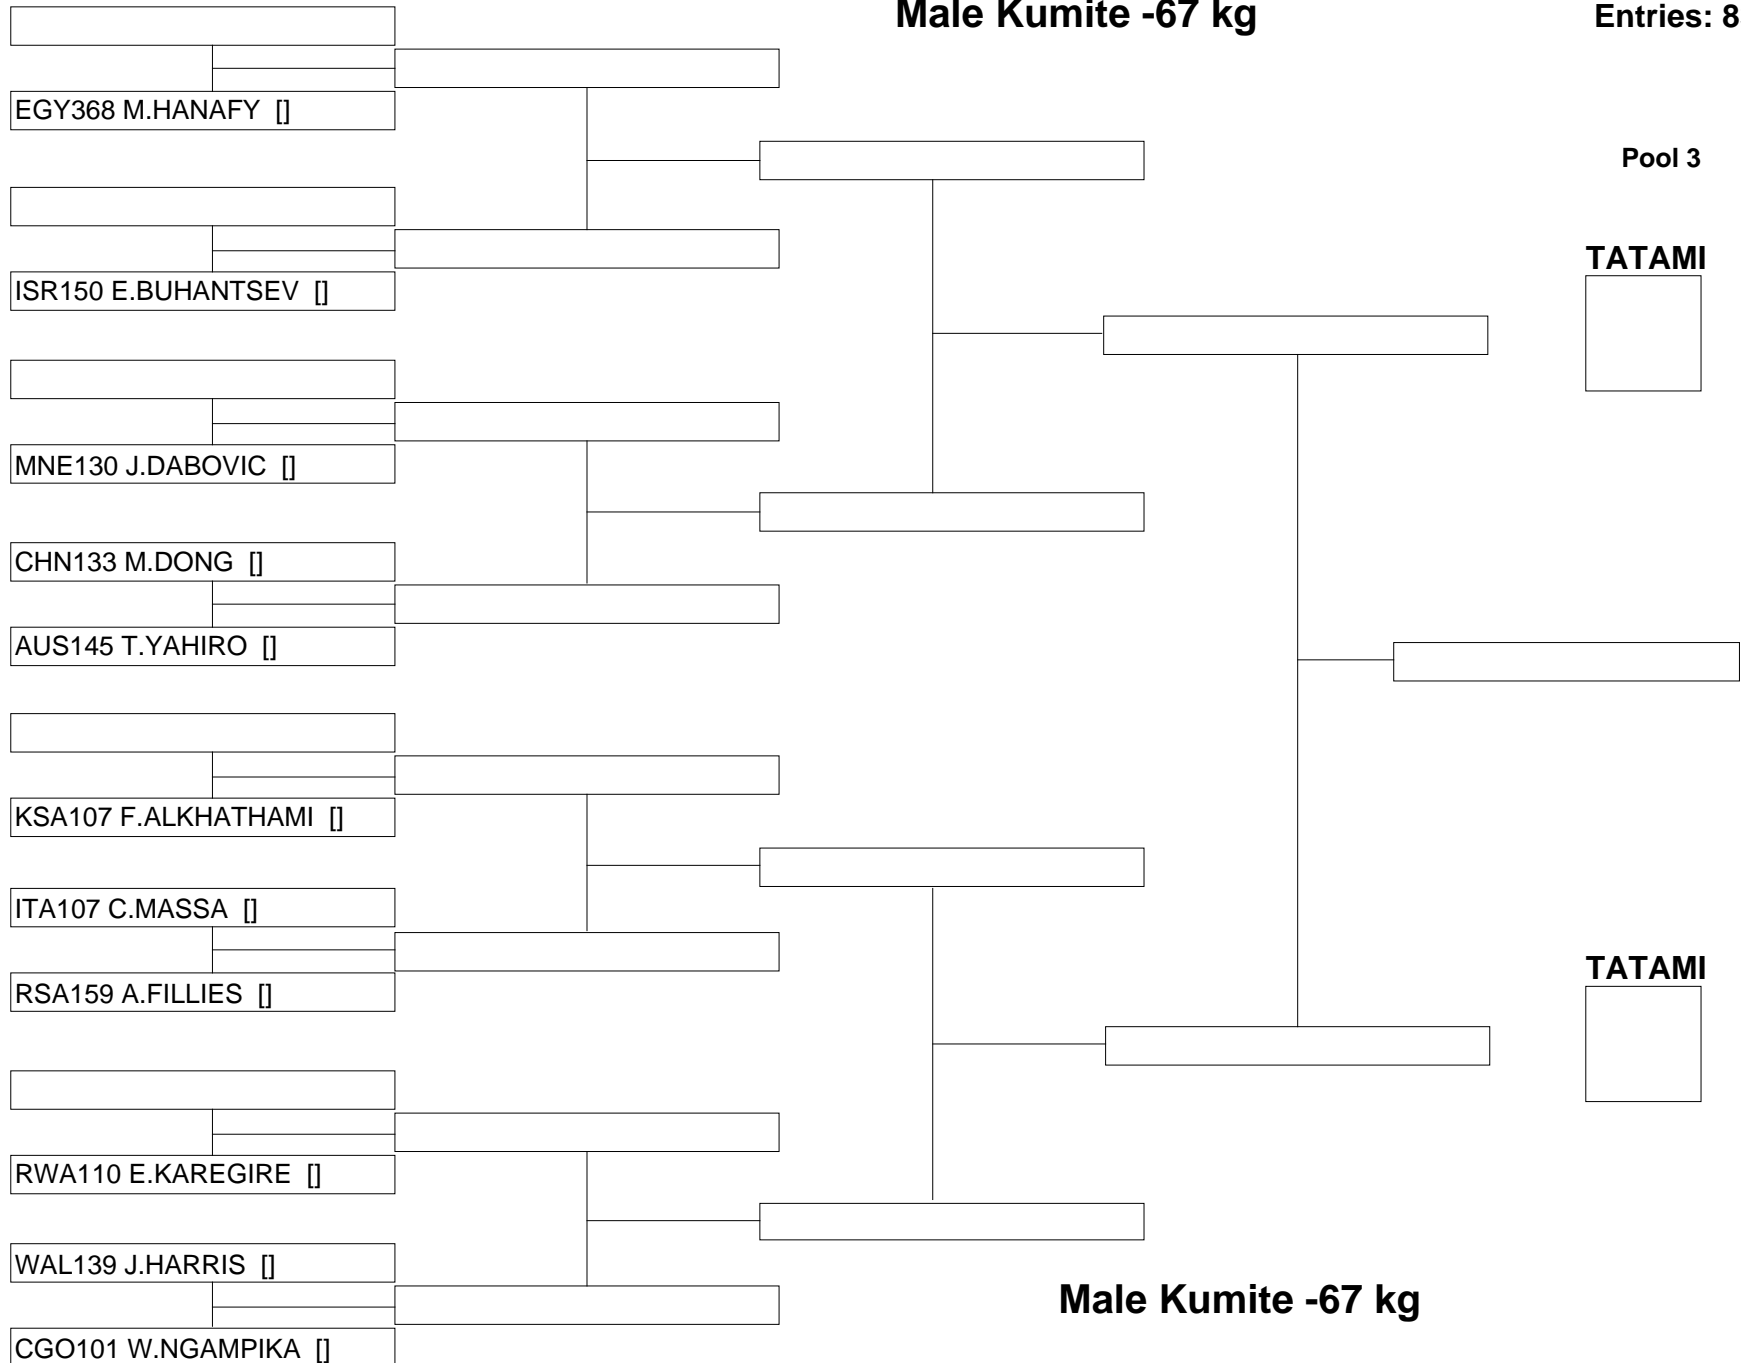 Male Kumite -67 kg
Entries: 8
EGY368 M.HANAFY []
Pool 3
TATAMI
ISR150 E.BUHANTSEV []
MNE130 J.DABOVIC []
CHN133 M.DONG []
AUS145 T.YAHIRO []
KSA107 F.ALKHATHAMI []
ITA107 C.MASSA []
TATAMI
RSA159 A.FILLIES []
RWA110 E.KAREGIRE []
WAL139 J.HARRIS []
Male Kumite -67 kg
CGO101 W.NGAMPIKA []